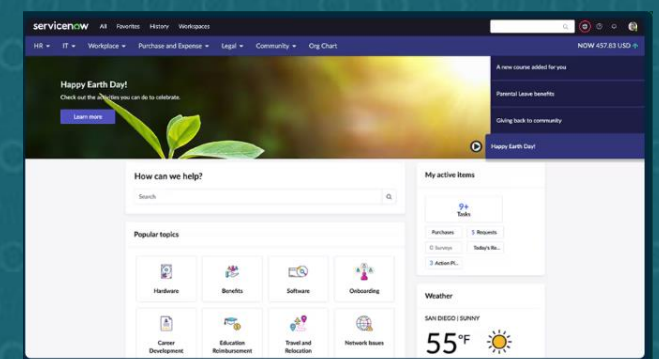 servicenow All Favorites History Workspaces
HR IT Workplace Purchase and Expense Legal Community Org Chart NOW 457.83 USD
Happy Earth Day!
Check out the activities you can do to celebrate.
Learn more
A new course added for you
Parental Leave benefits
Giving back to community
Happy Earth Day!
How can we help?
Search
Popular topics
Hardware Benefits Software Onboarding
Career Development
Education Reimbursement
Travel and Relocation
Network Issues
My active items
9+
Tasks
Purchases 5 Requests
0 Surveys Today's Re...
3 Action Pl...
Weather
SAN DIEGO | SUNNY
55°F